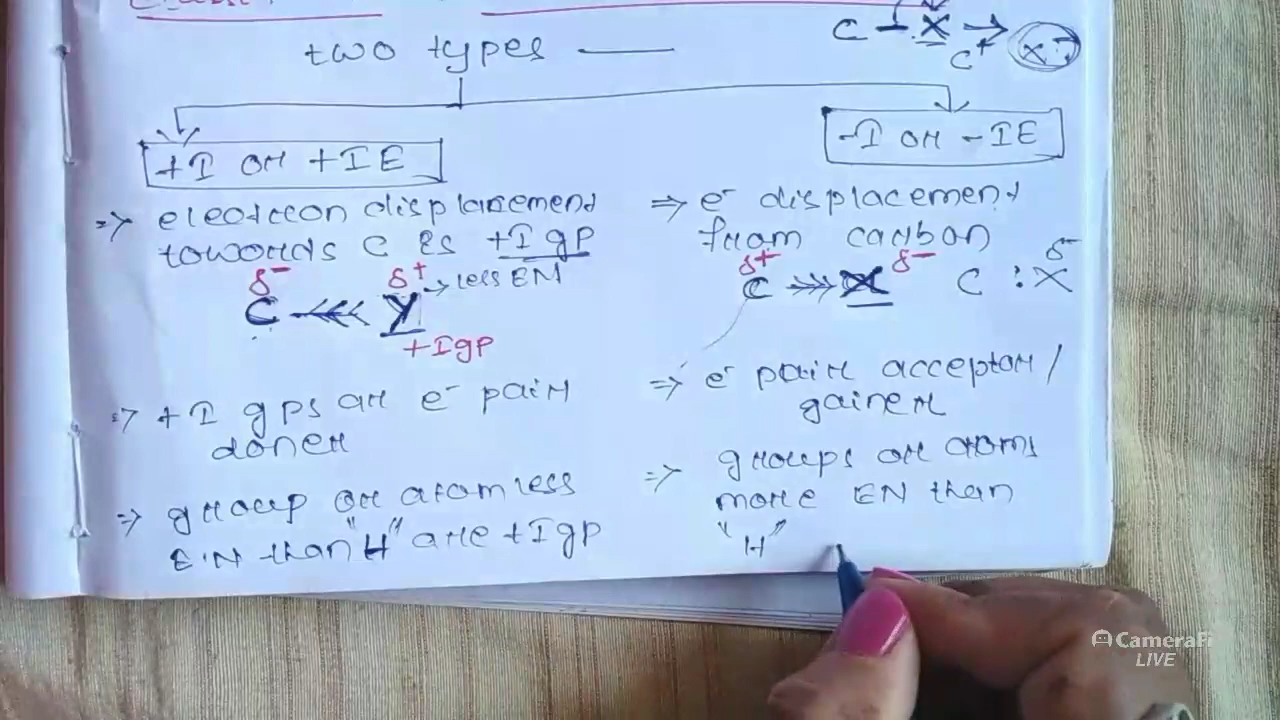 two types
C X → C+ X:-
+I OR +IE
-I OR -IE
=> electron displacement
towards C is +I gp
δ- δ+ → less EN
C Y
+I gp
=> +I gps are e- pair
doner
=> group OR atom less
E.N than "H" are +I gp
=> e- displacement
from carbon
δ+ δ- δ-
C X C :X
=> e- pair acceptor /
gainer
=> groups or atoms
more EN than
"H"
CameraFi
LIVE